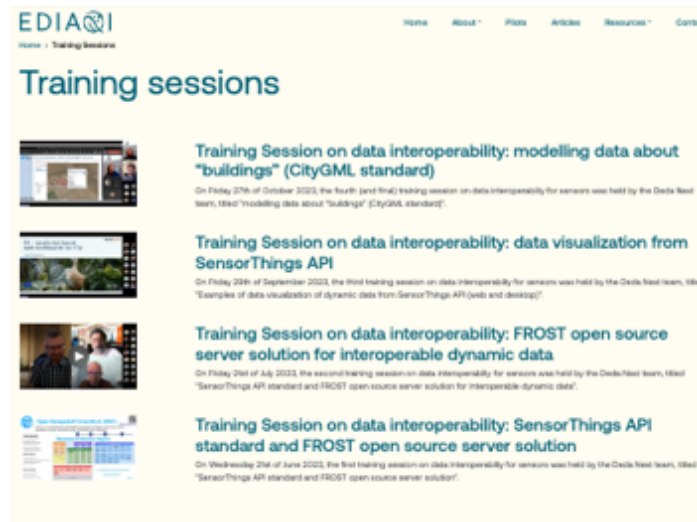 EDIAQI
Home About Pilots Articles Resources
Home › Training Sessions
Training sessions
Training Session on data interoperability: modelling data about
"buildings" (CityGML standard)
On Friday 27th of October 2023, the fourth (and final) training session on data interoperability for sensors was held by the Deda Next
team, titled "modelling data about "buildings" (CityGML standard)".
Training Session on data interoperability: data visualization from
SensorThings API
On Friday 29th of September 2023, the third training session on data interoperability for sensors was held by the Deda Next team,
"Examples of data visualization of dynamic data from SensorThings API (web and desktop)".
Training Session on data interoperability: FROST open source
server solution for interoperable dynamic data
On Friday 21st of July 2023, the second training session on data interoperability for sensors was held by the Deda Next team, titled
"SensorThings API standard and FROST open source server solution for interoperable dynamic data".
Training Session on data interoperability: SensorThings API
standard and FROST open source server solution
On Wednesday 21st of June 2023, the first training session on data interoperability for sensors was held by the Deda Next team, titled
"SensorThings API standard and FROST open source server solution".